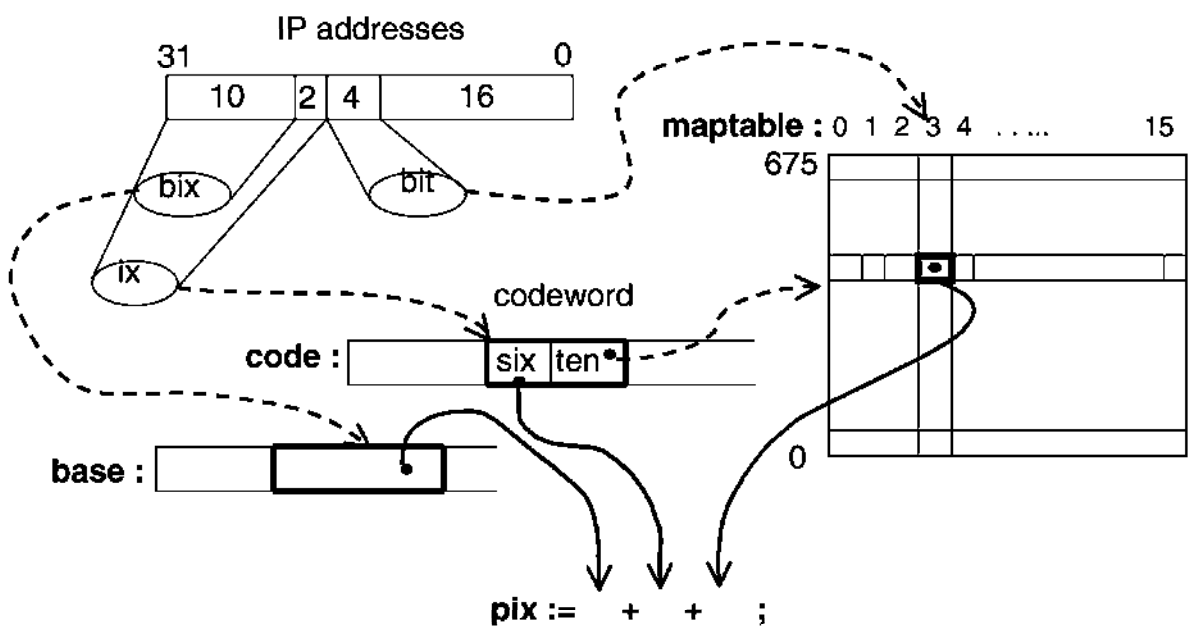 IP addresses
31 0
10 2 4 16
maptable : 0 1 2 3 4 ..... 15
675
bix
bit
ix
codeword
code : six ten
0
base :
pix := + + ;